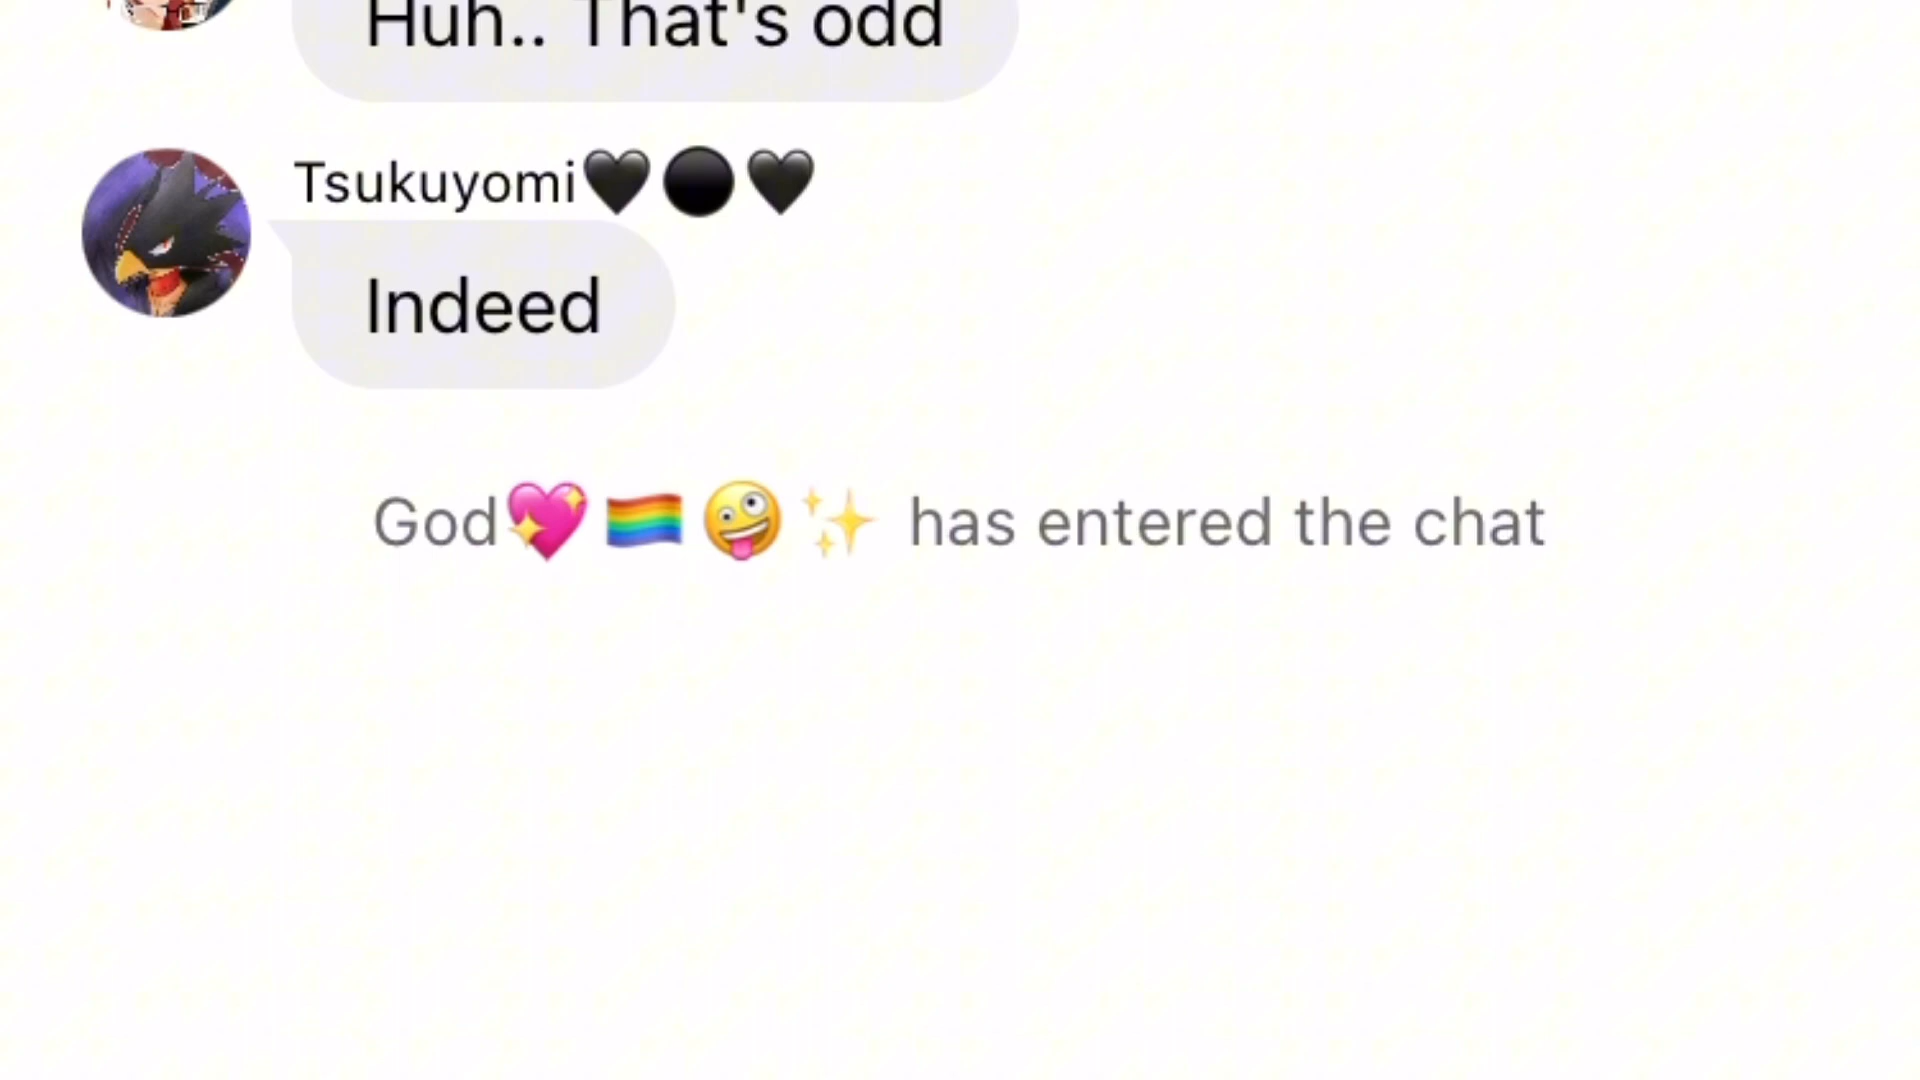 Huh.. That's odd
Tsukuyomi🖤⚫🖤
Indeed
God💖🏳️‍🌈🤪✨ has entered the chat